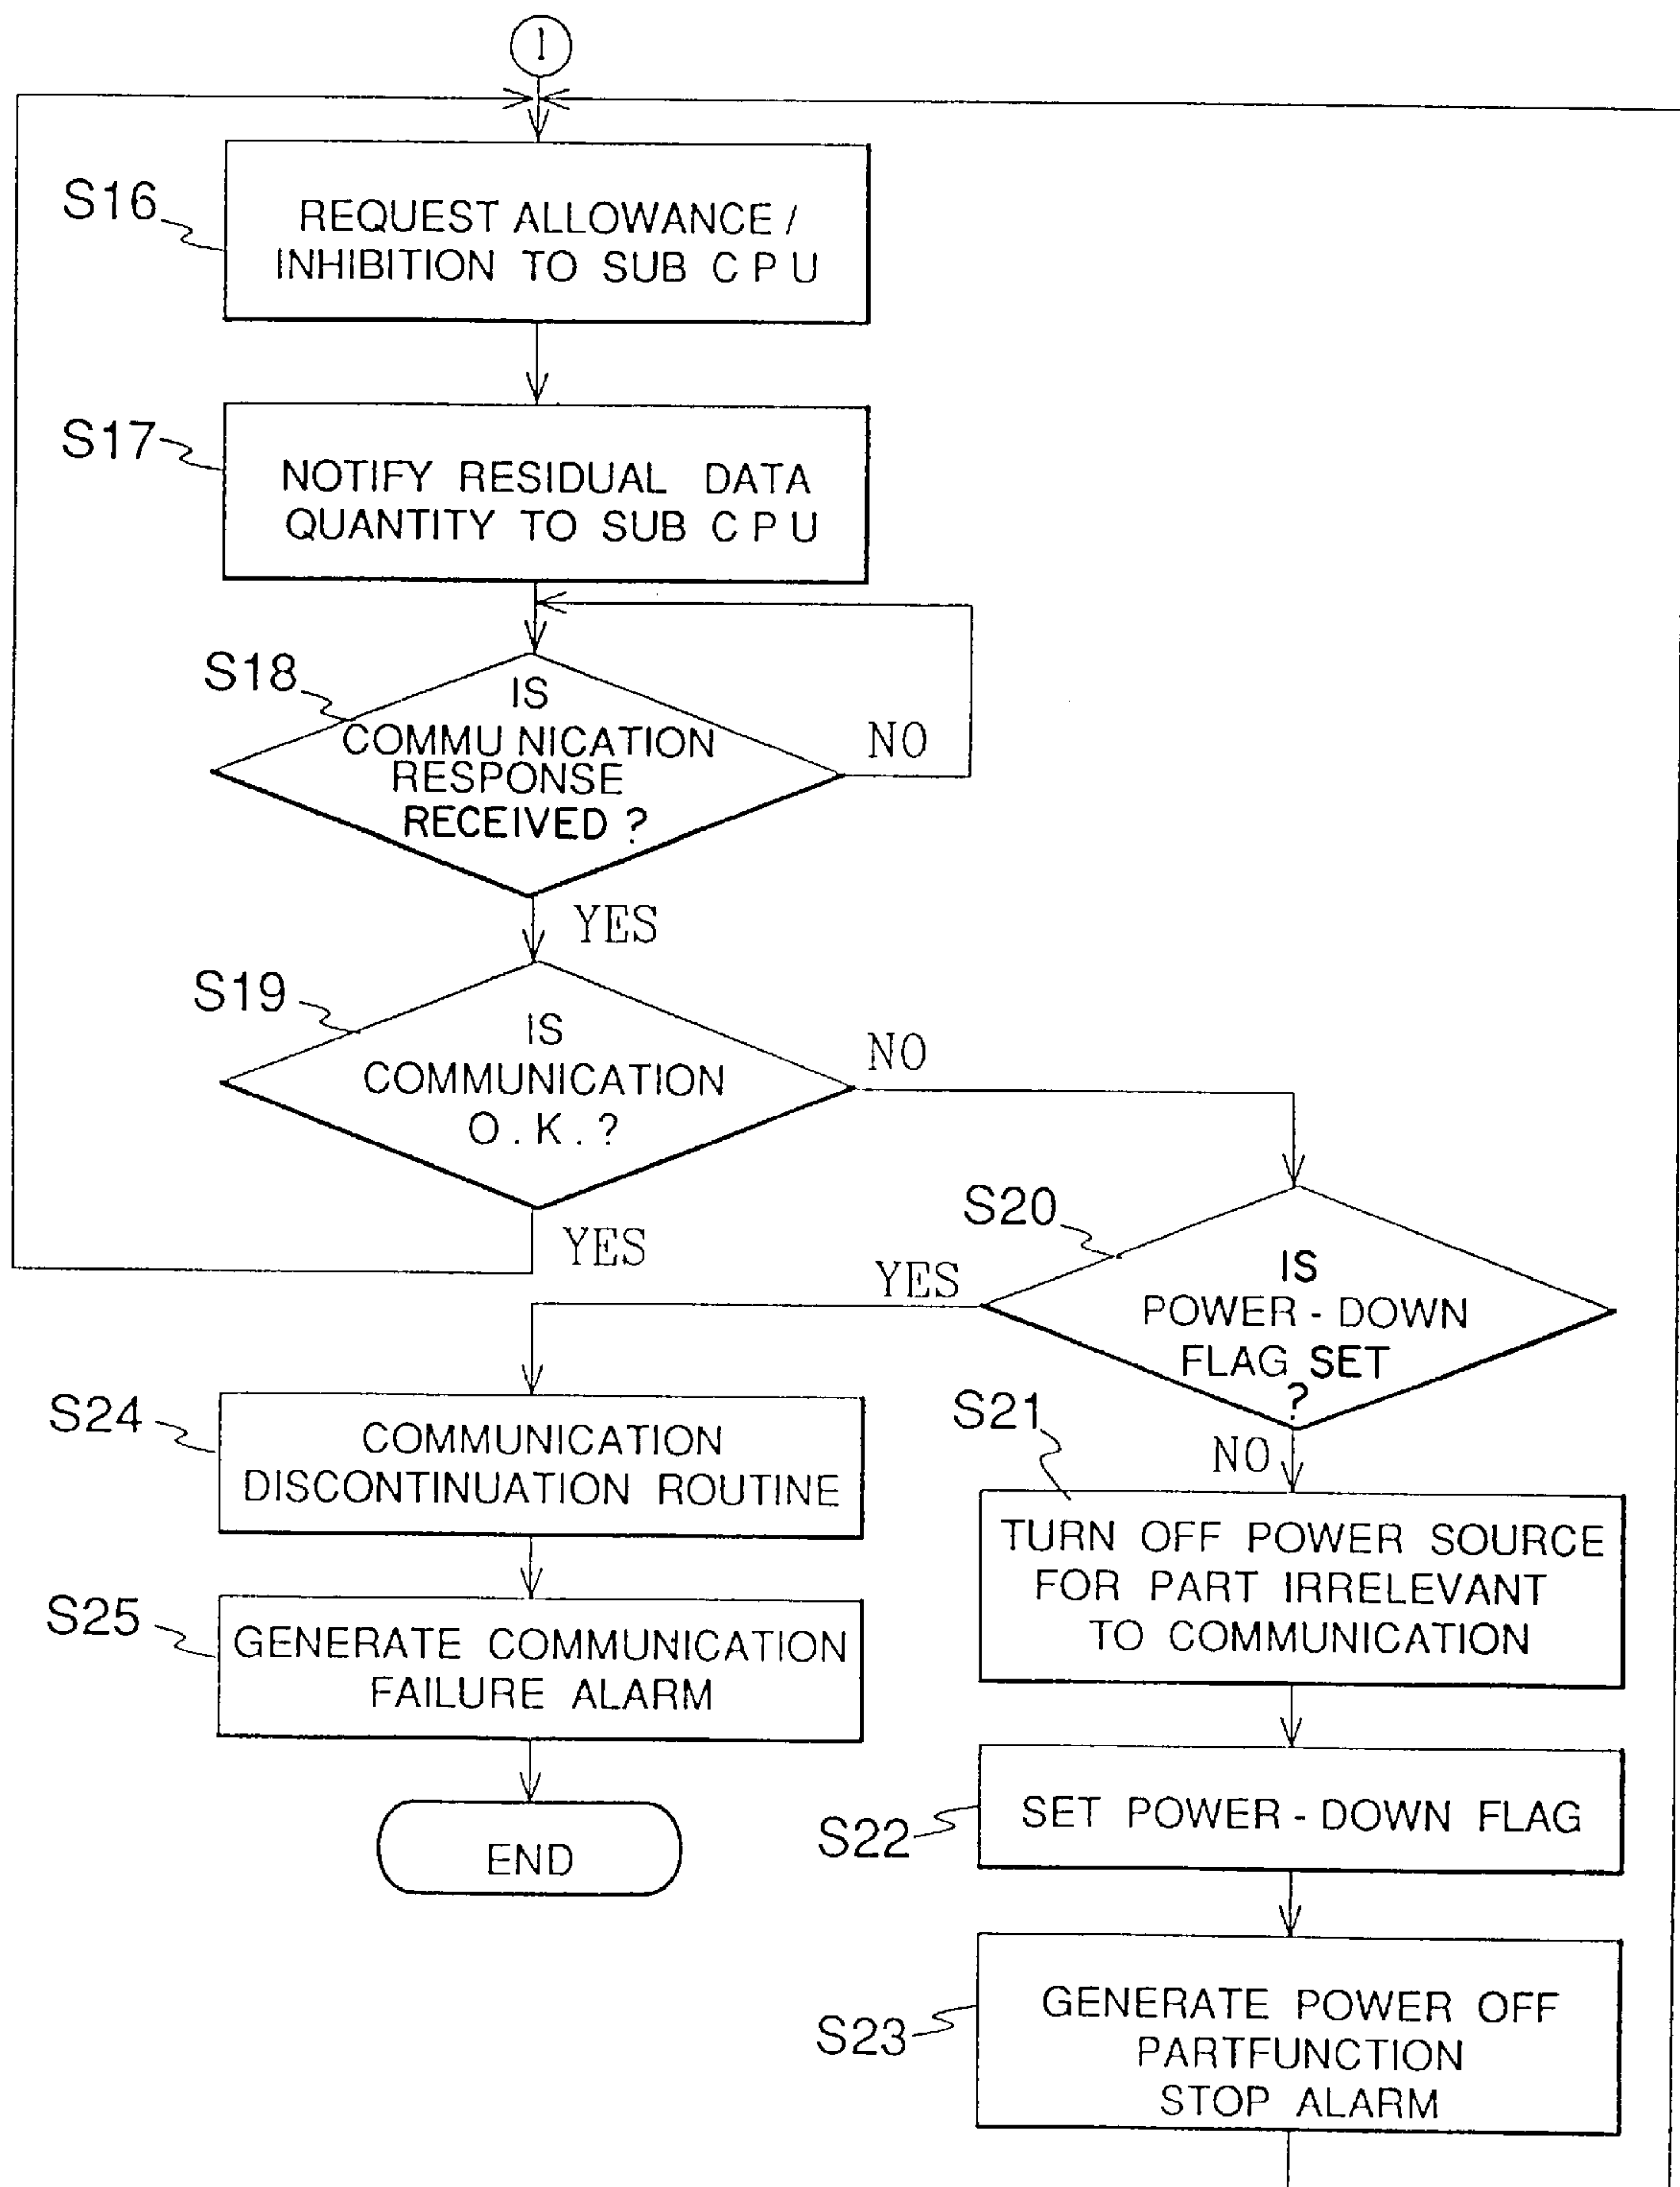 1
S16
REQUEST ALLOWANCE /
INHIBITION TO SUB CPU
S17
NOTIFY RESIDUAL DATA
QUANTITY TO SUB CPU
S18
IS
COMMUNICATION
RESPONSE
RECEIVED ?
NO
YES
S19
IS
COMMUNICATION
O.K.?
NO
YES
S20
IS
POWER-DOWN
FLAG SET
?
YES
NO
S24
COMMUNICATION
DISCONTINUATION ROUTINE
S21
TURN OFF POWER SOURCE
FOR PART IRRELEVANT
TO COMMUNICATION
S25
GENERATE COMMUNICATION
FAILURE ALARM
S22
SET POWER-DOWN FLAG
END
S23
GENERATE POWER OFF
PARTFUNCTION
STOP ALARM